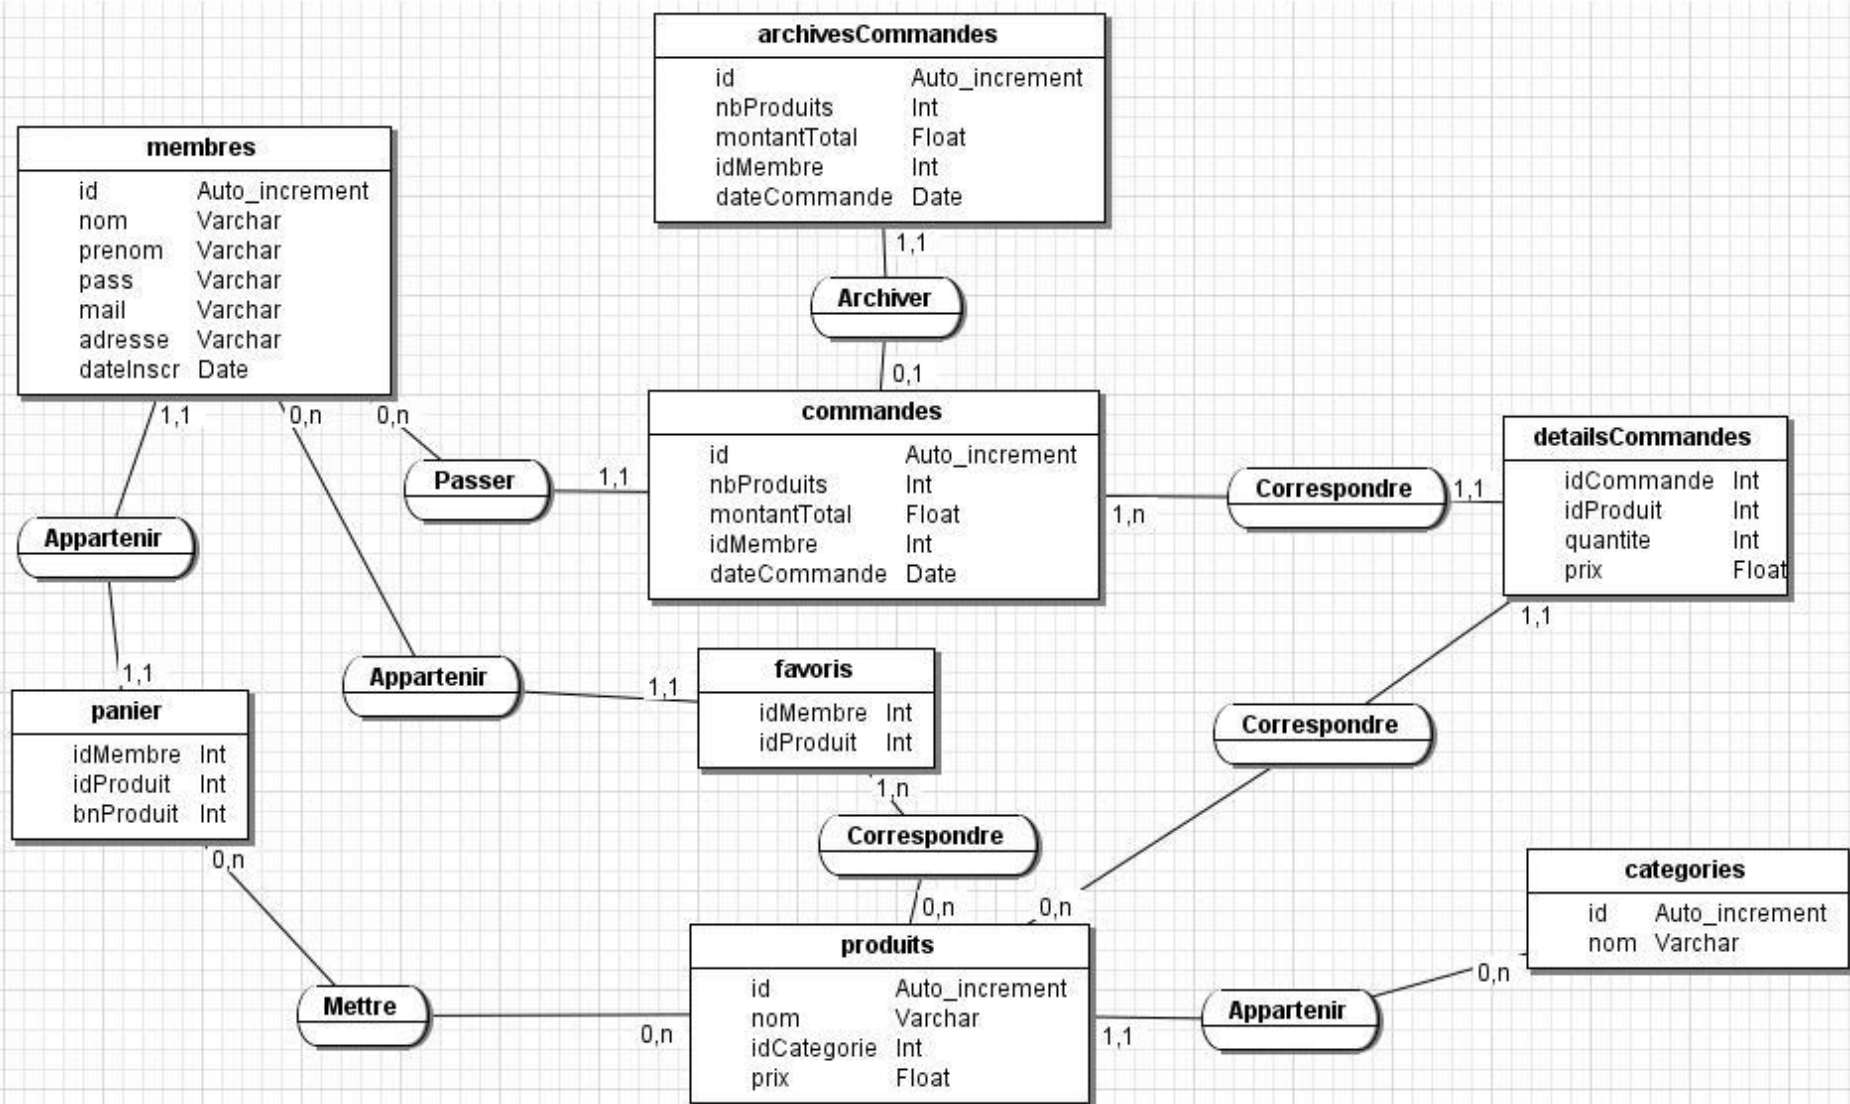 archivesCommandes
id Auto_increment
nbProduits Int
montantTotal Float
idMembre Int
dateCommande Date
1,1
Archiver
0,1
membres
id Auto_increment
nom Varchar
prenom Varchar
pass Varchar
mail Varchar
adresse Varchar
dateInscr Date
1,1
0,n
0,n
Passer
1,1
commandes
id Auto_increment
nbProduits Int
montantTotal Float
idMembre Int
dateCommande Date
1,n
Correspondre
1,1
detailsCommandes
idCommande Int
idProduit Int
quantite Int
prix Float
1,1
Appartenir
1,1
Appartenir
1,1
favoris
idMembre Int
idProduit Int
1,n
Correspondre
0,n
Correspondre
0,n
panier
idMembre Int
idProduit Int
bnProduit Int
0,n
Mettre
0,n
produits
id Auto_increment
nom Varchar
idCategorie Int
prix Float
1,1
Appartenir
0,n
categories
id Auto_increment
nom Varchar